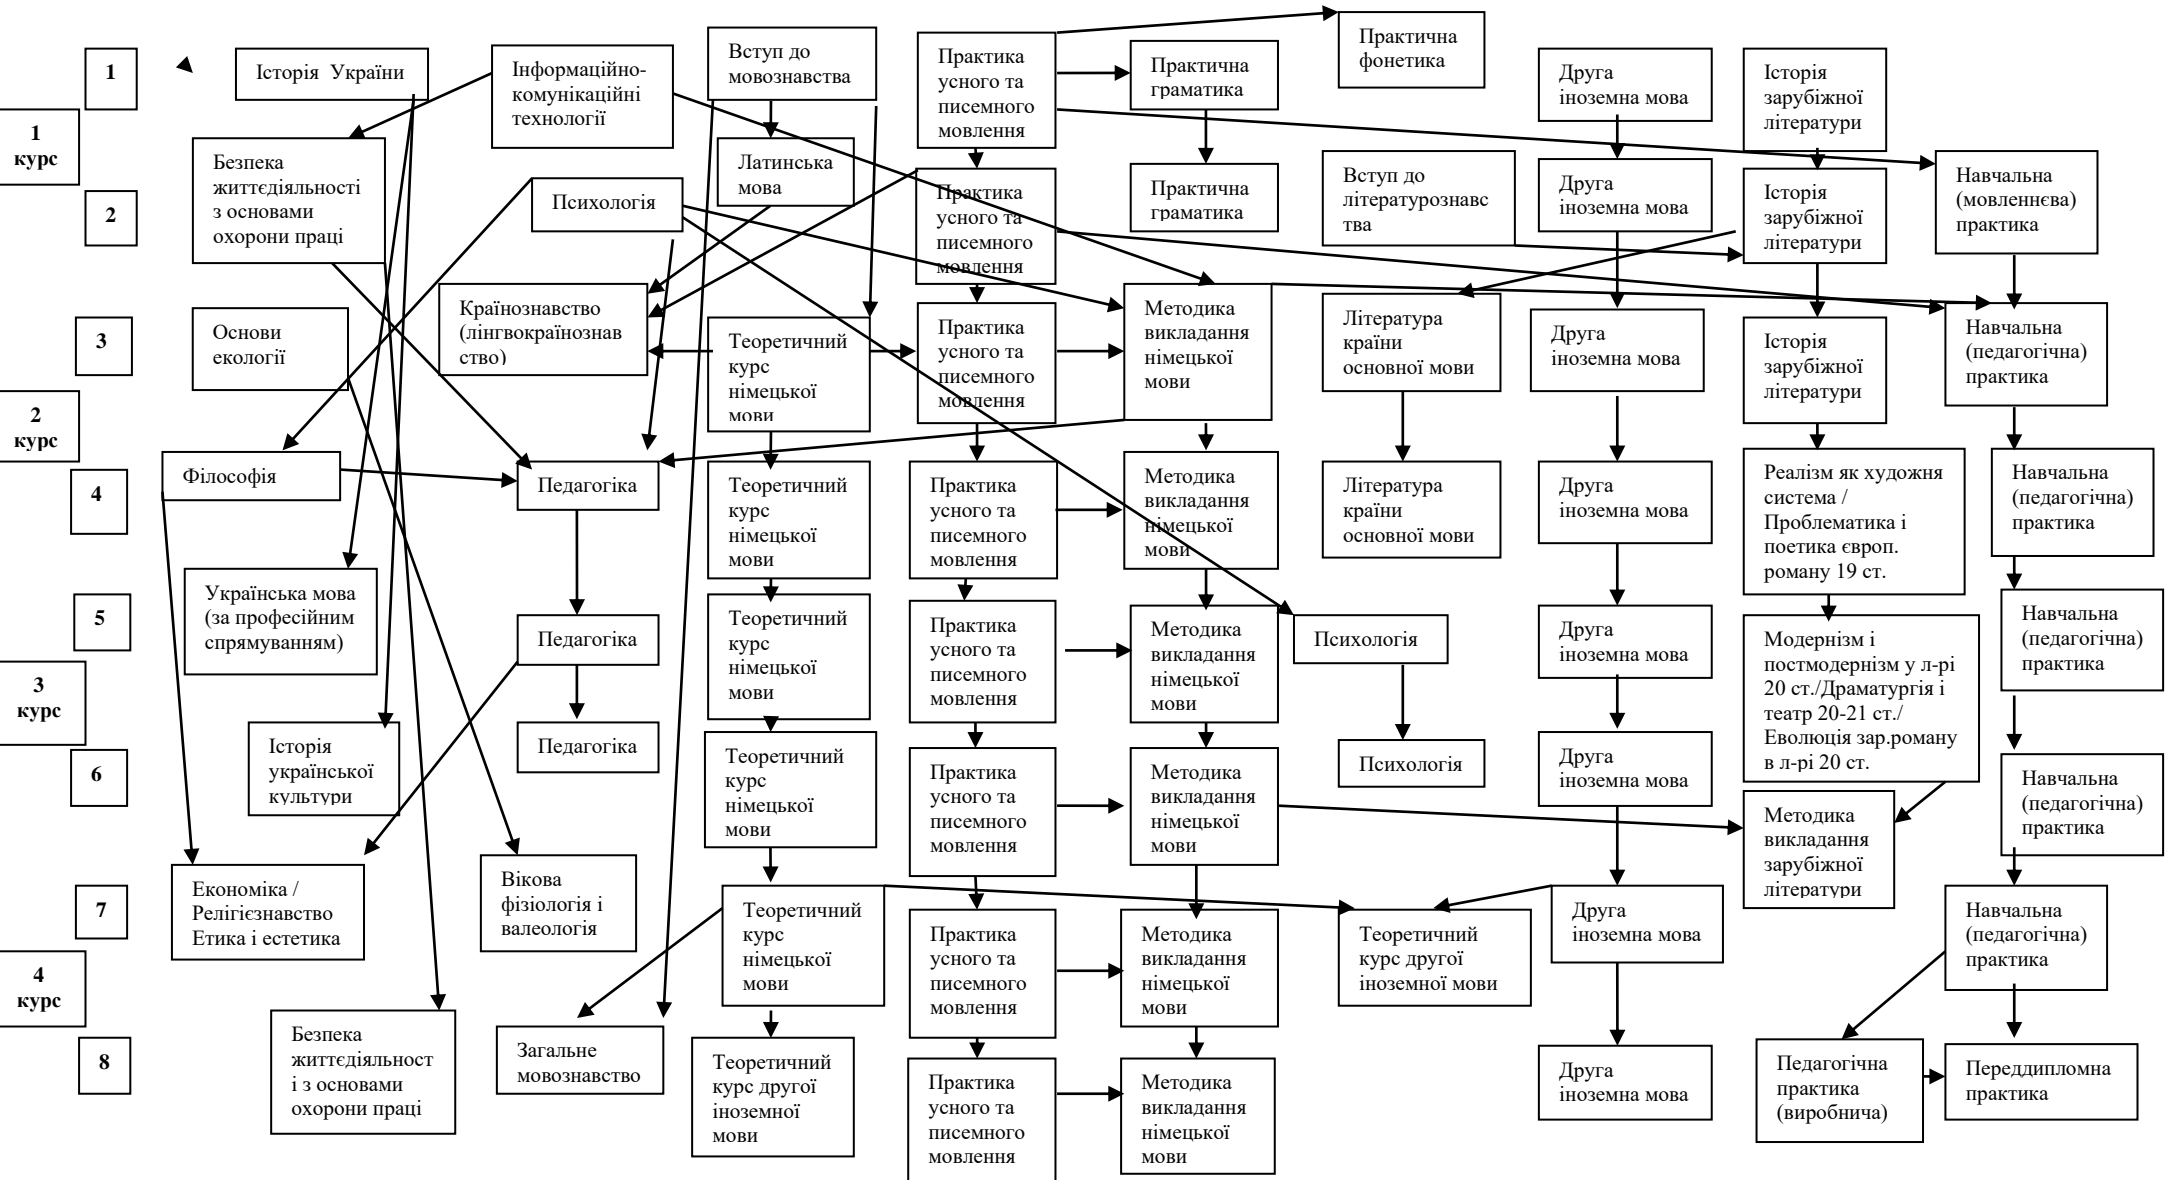 1
Історія  України
Інформаційно-
комунікаційні
технології
Вступ до
мовознавства
Практика
усного та
писемного
мовлення
Практична
граматика
Практична
фонетика
Друга
іноземна мова
Історія
зарубіжної
літератури
1
курс
2
Безпека
життєдіяльності
з основами
охорони праці
Психологія
Латинська
мова
Практика
усного та
писемного
мовлення
Практична
граматика
Вступ до
літературознавс
тва
Друга
іноземна мова
Історія
зарубіжної
літератури
Навчальна
(мовленнєва)
практика
3
Основи
екології
Країнознавство
(лінгвокраїнознав
ство)
Теоретичний
курс
німецької
мови
Практика
усного та
писемного
мовлення
Методика
викладання
німецької
мови
Література
країни
основної мови
Друга
іноземна мова
Історія
зарубіжної
літератури
Навчальна
(педагогічна)
практика
2
курс
4
Філософія
Педагогіка
Теоретичний
курс
німецької
мови
Практика
усного та
писемного
мовлення
Методика
викладання
німецької
мови
Література
країни
основної мови
Друга
іноземна мова
Реалізм як художня
система /
Проблематика і
поетика європ.
роману 19 ст.
Навчальна
(педагогічна)
практика
5
Українська мова
(за професійним
спрямуванням)
Педагогіка
Теоретичний
курс
німецької
мови
Практика
усного та
писемного
мовлення
Методика
викладання
німецької
мови
Психологія
Друга
іноземна мова
Модернізм і
постмодернізм у л-рі
20 ст./Драматургія і
театр 20-21 ст./
Еволюція зар.роману
в л-рі 20 ст.
Навчальна
(педагогічна)
практика
3
курс
6
Історія
української
культури
Педагогіка
Теоретичний
курс
німецької
мови
Практика
усного та
писемного
мовлення
Методика
викладання
німецької
мови
Психологія
Друга
іноземна мова
Методика
викладання
зарубіжної
літератури
Навчальна
(педагогічна)
практика
7
Економіка /
Релігієзнавство
Етика і естетика
Вікова
фізіологія і
валеологія
Теоретичний
курс
німецької
мови
Практика
усного та
писемного
мовлення
Методика
викладання
німецької
мови
Теоретичний
курс другої
іноземної мови
Друга
іноземна мова
Навчальна
(педагогічна)
практика
4
курс
8
Безпека
життєдіяльност
і з основами
охорони праці
Загальне
мовознавство
Теоретичний
курс другої
іноземної
мови
Практика
усного та
писемного
мовлення
Методика
викладання
німецької
мови
Друга
іноземна мова
Педагогічна
практика
(виробнича)
Переддипломна
практика